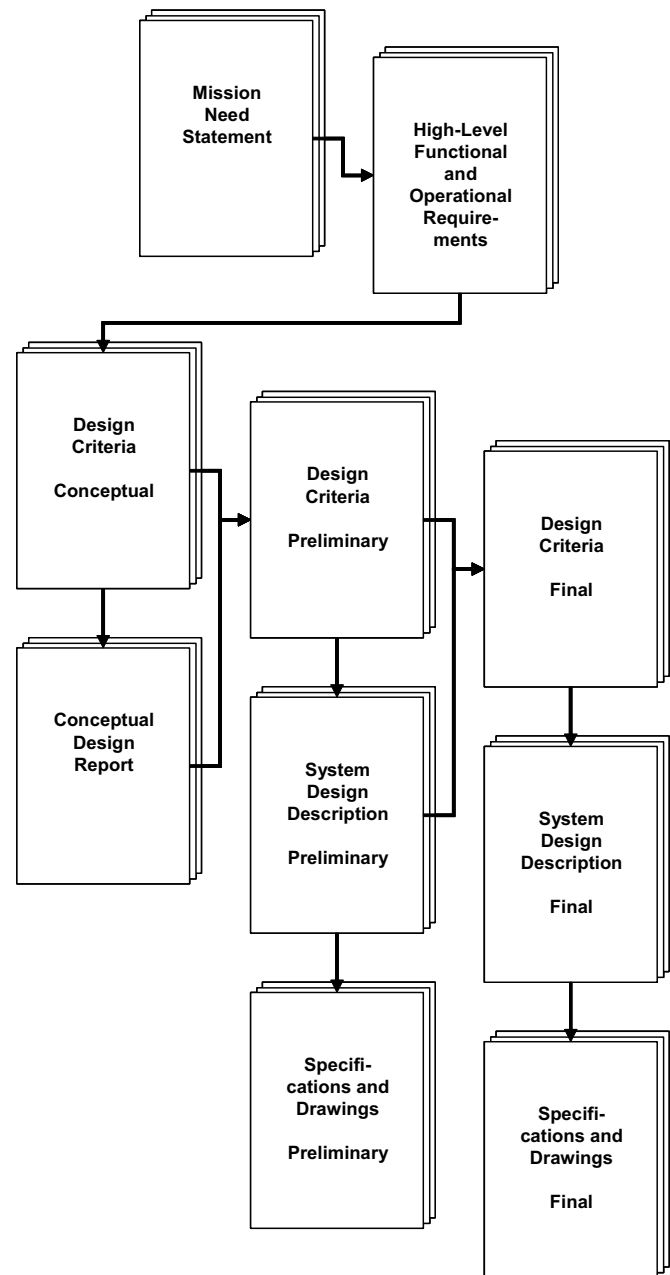 Mission
Need
Statement
High-Level
Functional
and
Operational
Require-
ments
Design
Criteria
Conceptual
Conceptual
Design
Report
Design
Criteria
Preliminary
System
Design
Description
Preliminary
Specifi-
cations and
Drawings
Preliminary
Design
Criteria
Final
System
Design
Description
Final
Specifi-
cations and
Drawings
Final